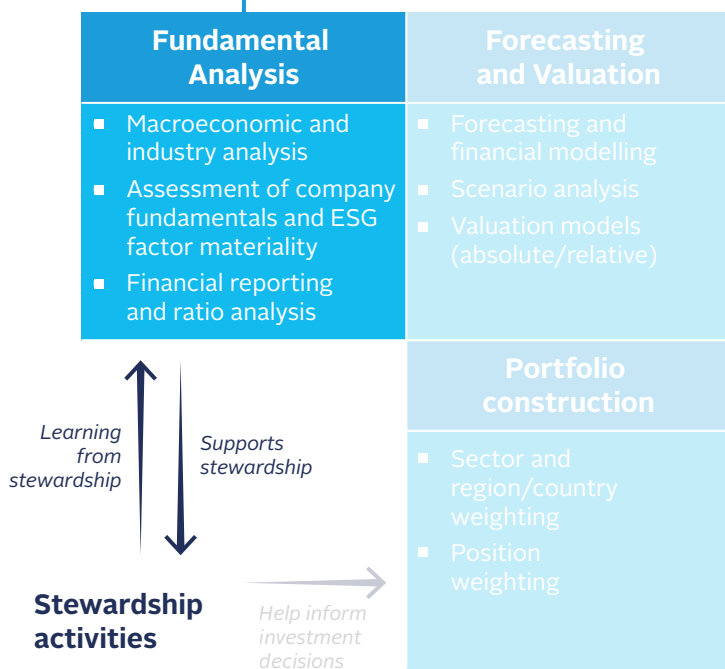 Fundamental
Analysis
■ Macroeconomic and
industry analysis
■ Assessment of company
fundamentals and ESG
factor materiality
■ Financial reporting
and ratio analysis
Forecasting
and Valuation
■ Forecasting and
financial modelling
■ Scenario analysis
■ Valuation models
(absolute/relative)
Learning
from
stewardship
Supports
stewardship
Portfolio
construction
■ Sector and
region/country
weighting
■ Position
weighting
Stewardship
activities
Help inform
investment
decisions